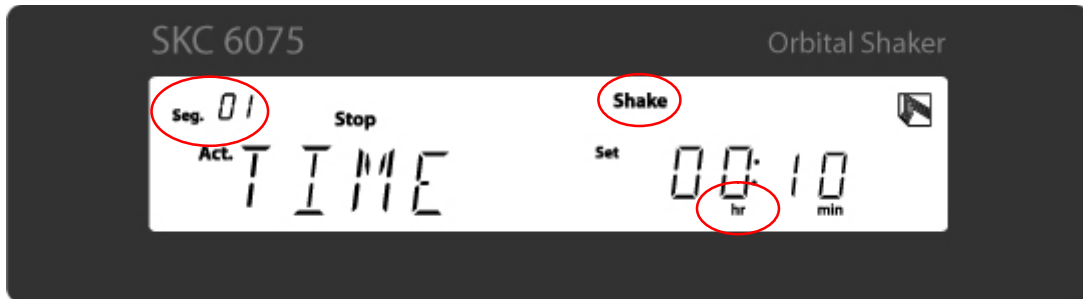 SKC 6075 Orbital Shaker
Seg. 01 Stop Shake
Act. TIME Set 00:10
hr min